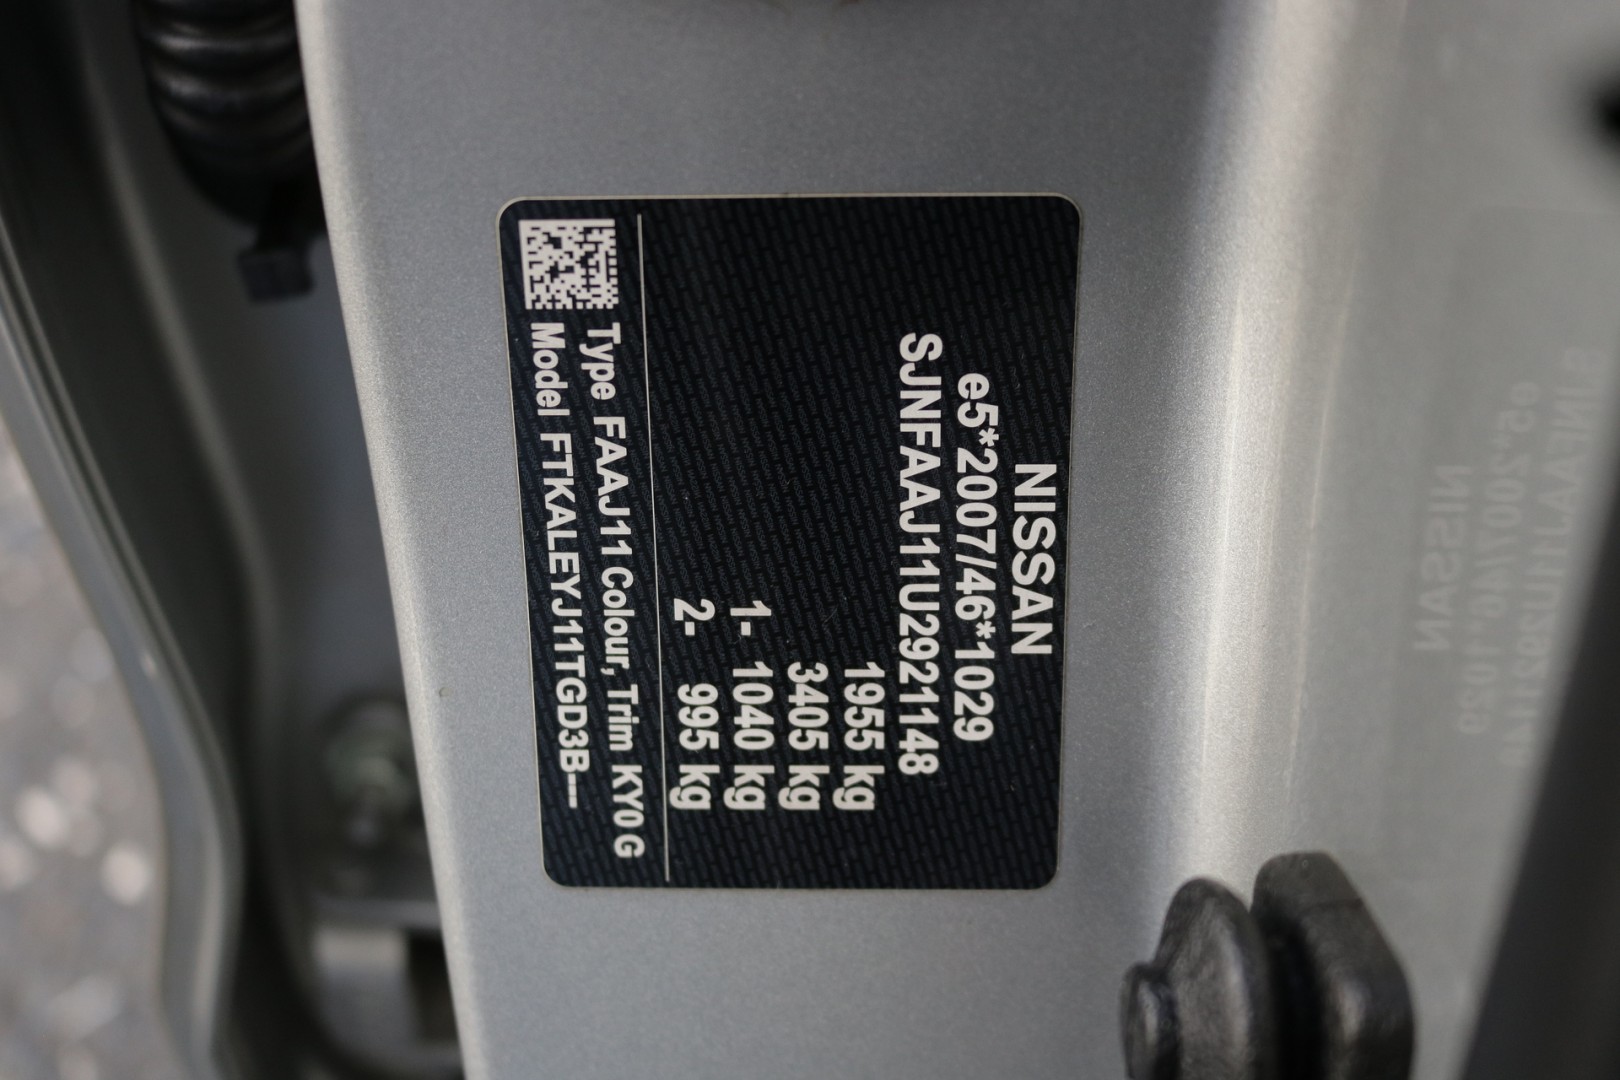 NISSAN
e5*2007/46*1029
SJNFAAJ11U2921148
1955 kg
3405 kg
1- 1040 kg
2- 995 kg
Type FAAJ11 Colour, Trim KY0 G
Model FTKALEYJ11TGD3B----